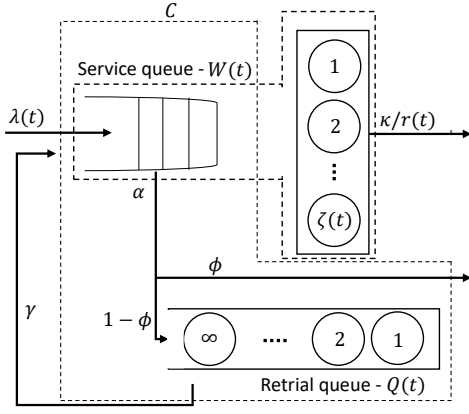 C
Service queue - W(t)
1
λ(t)
2
κ/r(t)
⋮
ζ(t)
α
ϕ
γ
1 − ϕ
∞
....
2
1
Retrial queue - Q(t)